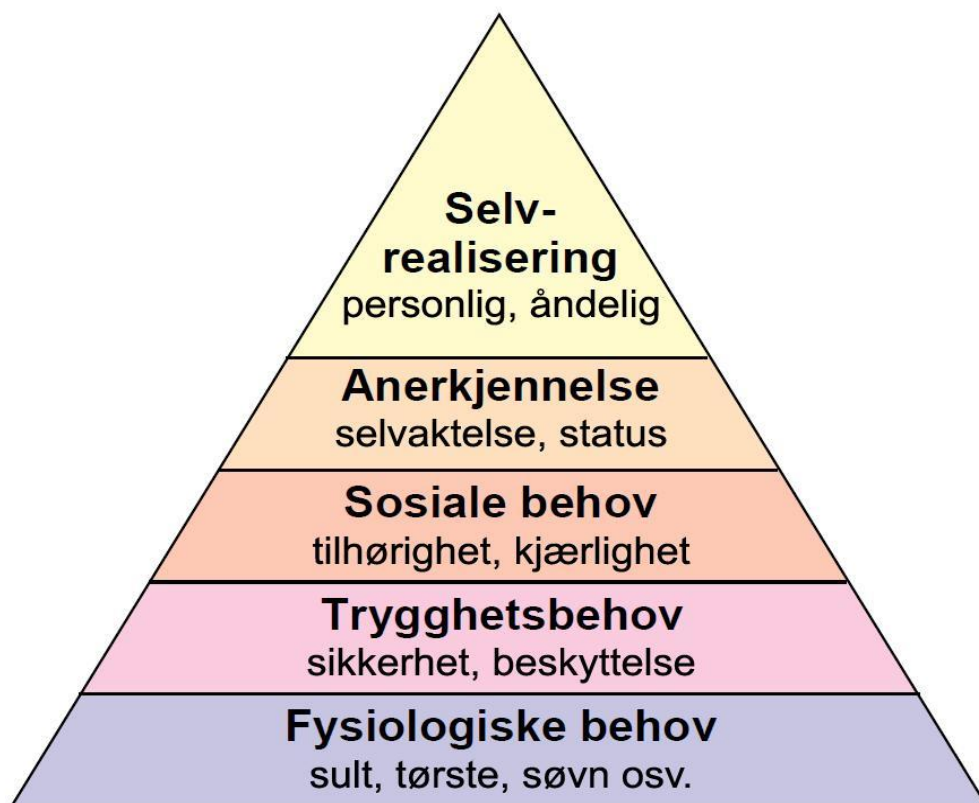 Selv-
realisering
personlig, åndelig
Anerkjennelse
selvaktelse, status
Sosiale behov
tilhørighet, kjærlighet
Trygghetsbehov
sikkerhet, beskyttelse
Fysiologiske behov
sult, tørste, søvn osv.